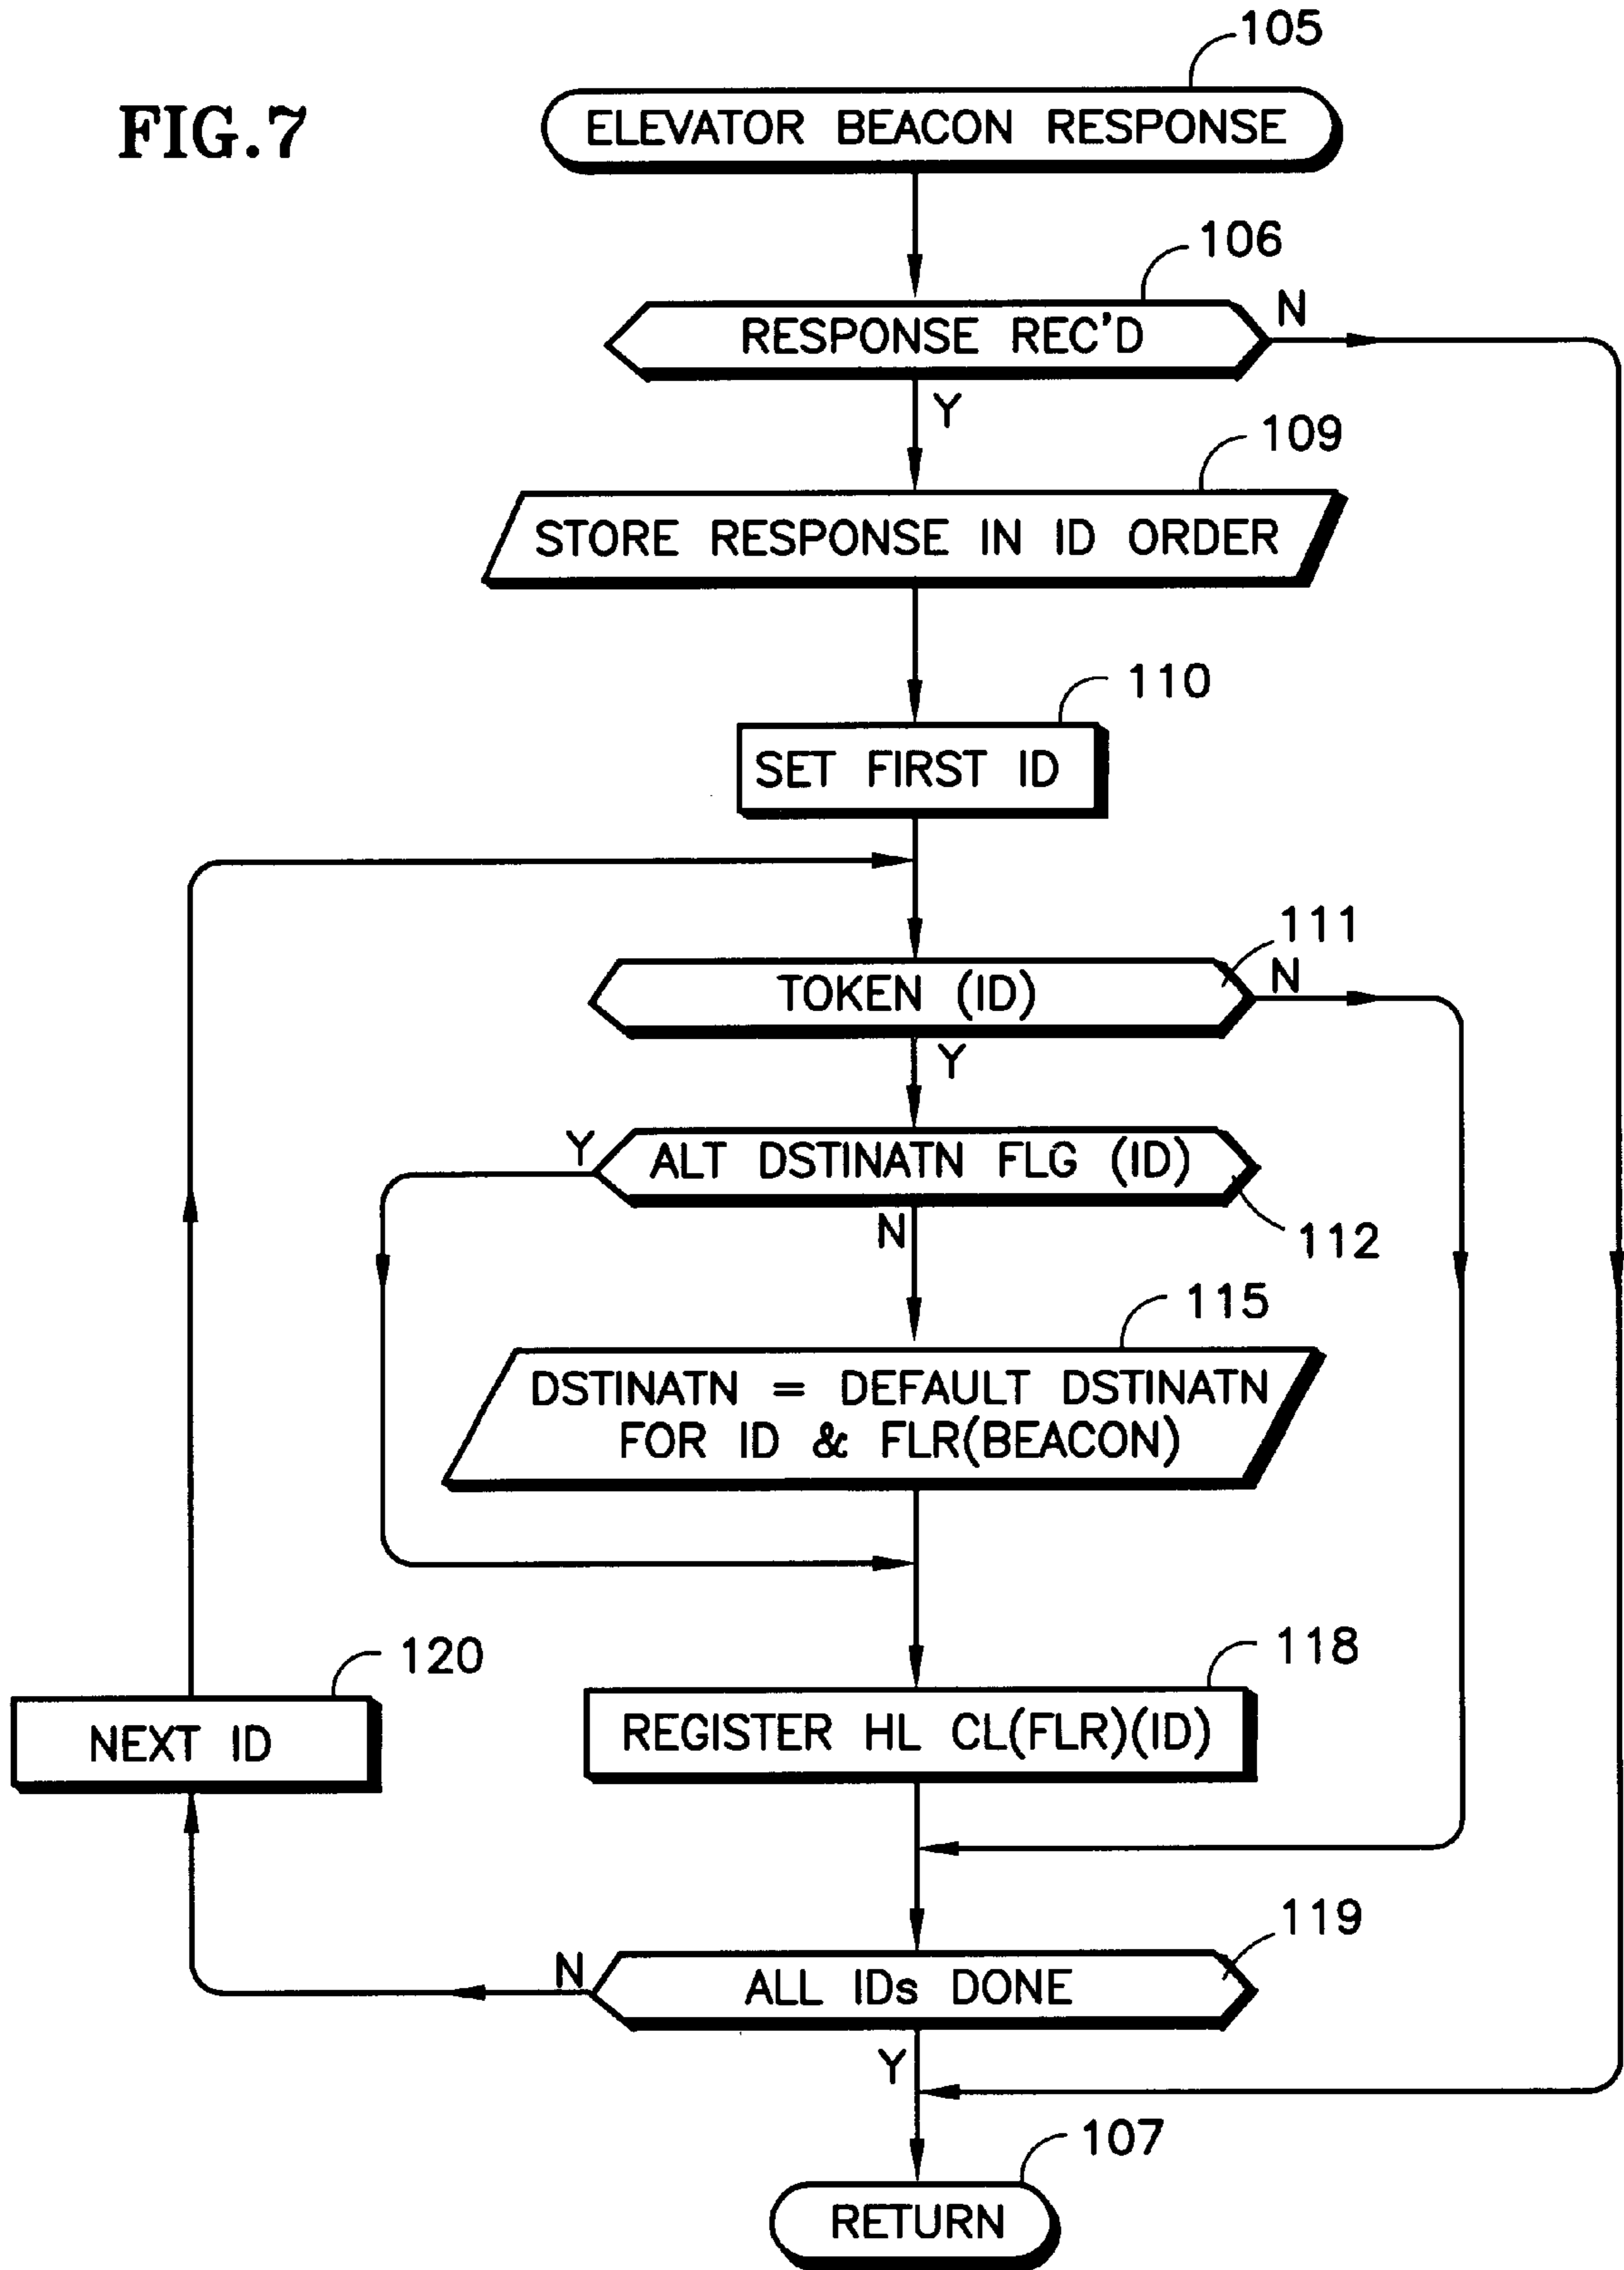 FIG. 7
105
ELEVATOR BEACON RESPONSE
106
RESPONSE REC'D
N
Y
109
STORE RESPONSE IN ID ORDER
110
SET FIRST ID
111
TOKEN (ID)
N
Y
Y
ALT DSTINATN FLG (ID)
N
112
115
DSTINATN = DEFAULT DSTINATN
FOR ID & FLR(BEACON)
118
120
REGISTER HL CL(FLR)(ID)
NEXT ID
119
N
ALL IDs DONE
Y
107
RETURN